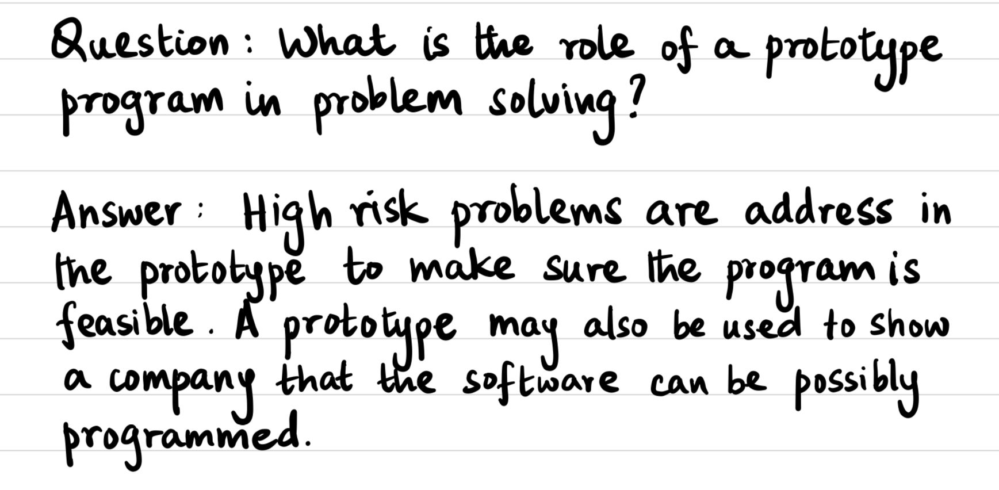 Question: What is the role of a prototype
program in problem solving?
Answer: High risk problems are address in
the prototype to make sure the program is
feasible. A prototype may also be used to show
a company that the software can be possibly
programmed.